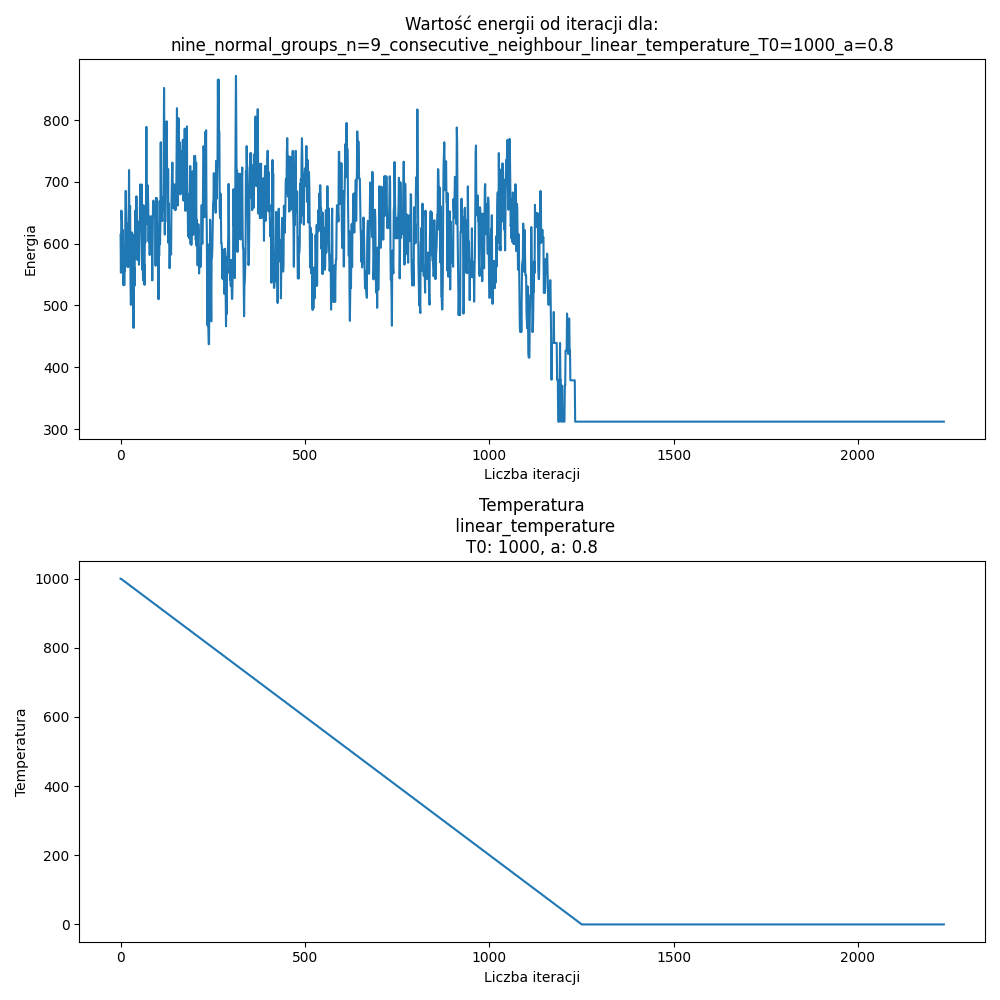 Wartość energii od iteracji dla:
nine_normal_groups_n=9_consecutive_neighbour_linear_temperature_T0=1000_a=0.8
Energia
800
700
600
500
400
300
0 500 1000 1500 2000
Liczba iteracji
Temperatura
linear_temperature
T0: 1000, a: 0.8
Temperatura
1000
800
600
400
200
0
0 500 1000 1500 2000
Liczba iteracji